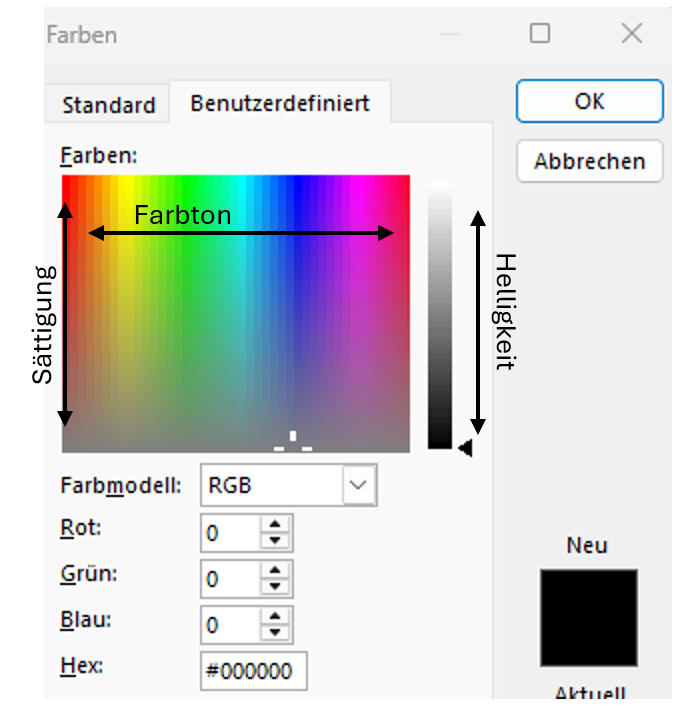 Farben
Standard
Benutzerdefiniert
OK
Abbrechen
Farben:
Farbton
Sättigung
Helligkeit
Farbmodell: RGB
Rot: 0
Grün: 0
Blau: 0
Hex: #000000
Neu
Aktuell